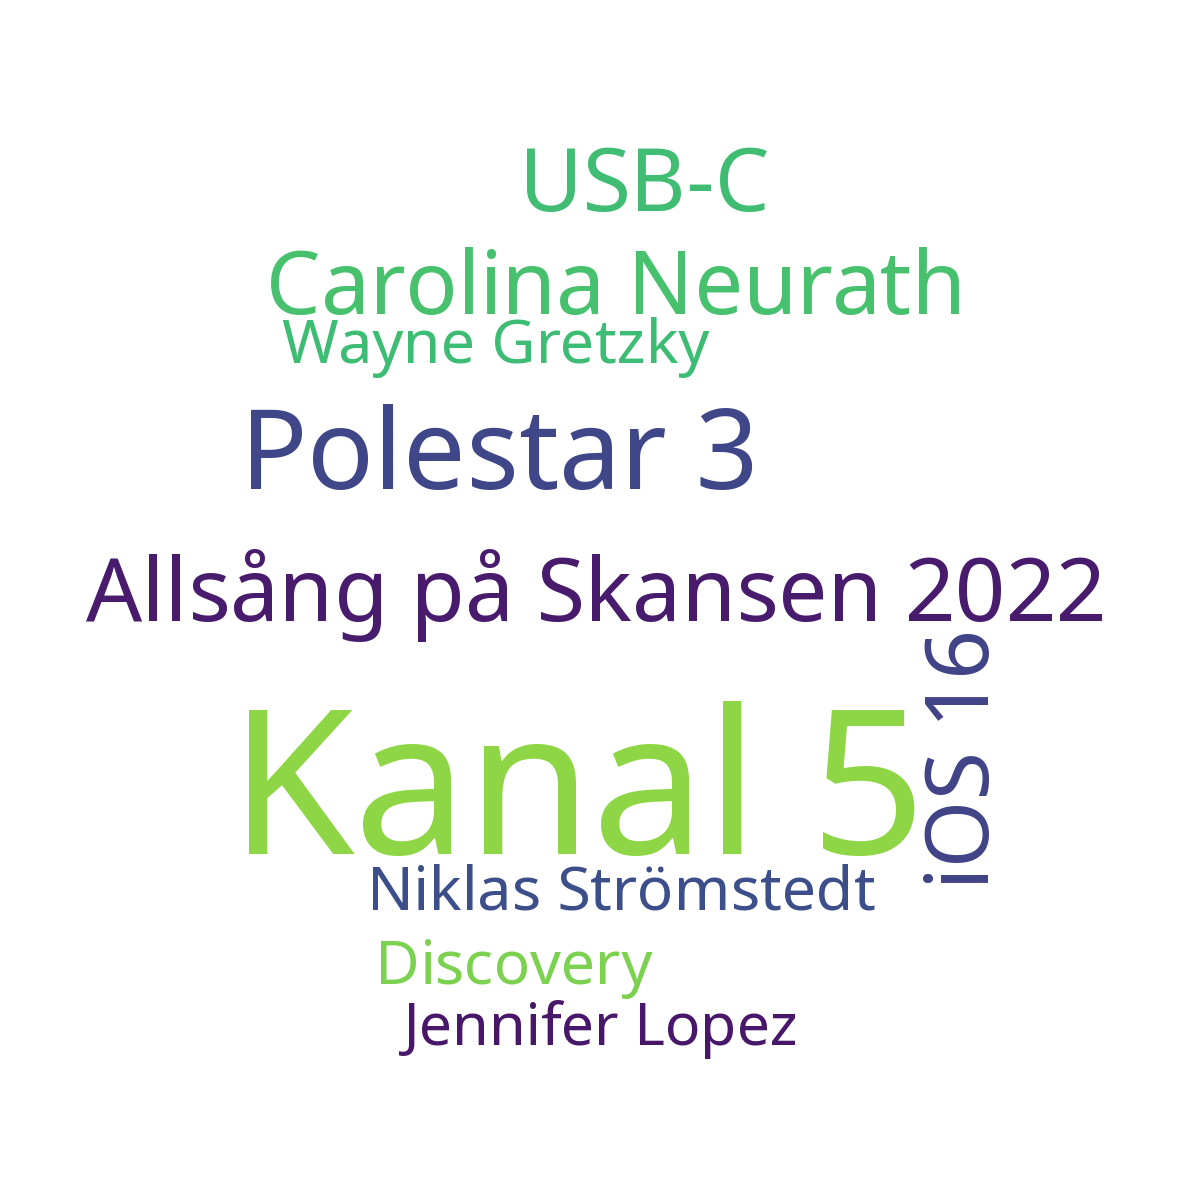 USB-C
Carolina Neurath
Wayne Gretzky
Polestar 3
Allsång på Skansen 2022
iOS 16
Kanal 5
Niklas Strömstedt
Discovery
Jennifer Lopez